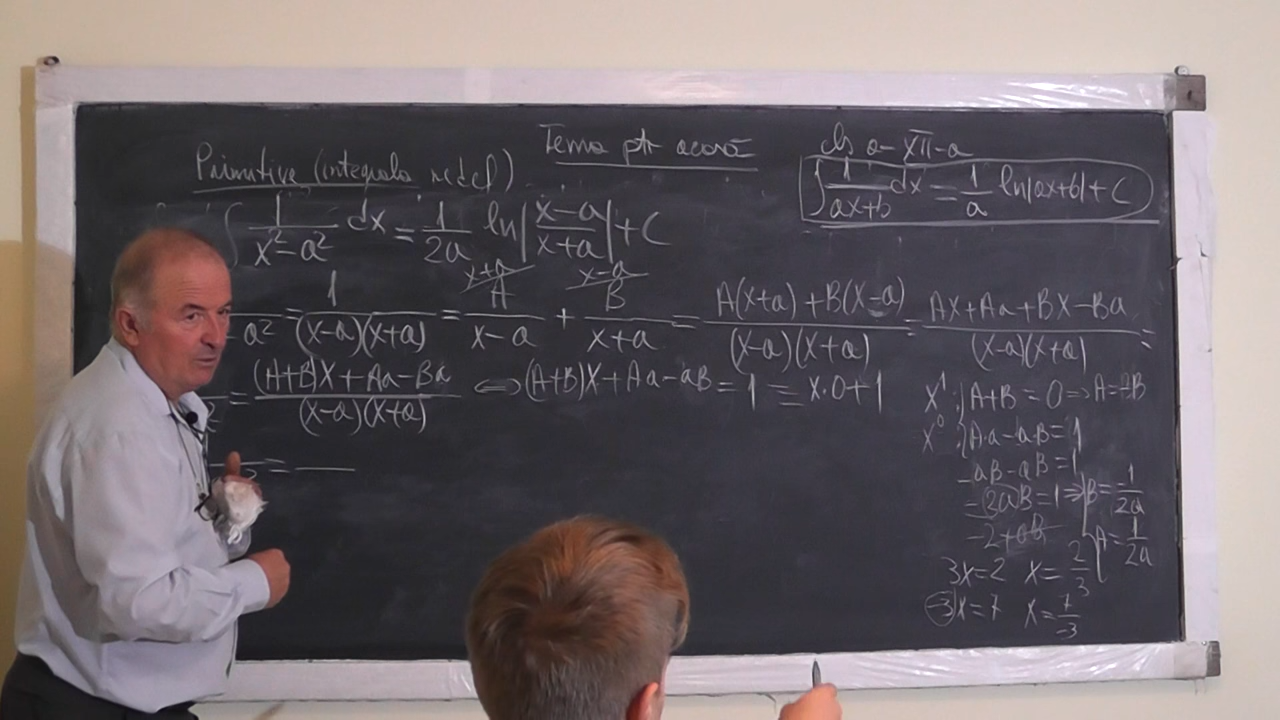 Tema ptr acasă
cls a-XII-a
Primitive (integrala nedef)
∫ 1/(ax+b) dx = 1/a ln|ax+b| + C
∫ 1/(x²-a²) dx = 1/2a ln|(x-a)/(x+a)| + C
a² = 1/((x-a)(x+a)) = A/(x-a) + B/(x+a) = (A(x+a)+B(x-a))/((x-a)(x+a)) = (Ax+Aa+Bx-Ba)/((x-a)(x+a)) =
x+a x-a
= ((A+B)x+Aa-Ba)/((x-a)(x+a)) ⇔ (A+B)x+Aa-aB = 1 = x·0+1
x¹: A+B = 0 ⇒ A=-B
x⁰: A·a-aB = 1
-aB-aB=1
-2aB=1 ⇒ B = -1/2a
A = 1/2a
3x=2 x=2/3
-3x=7 x=7/-3